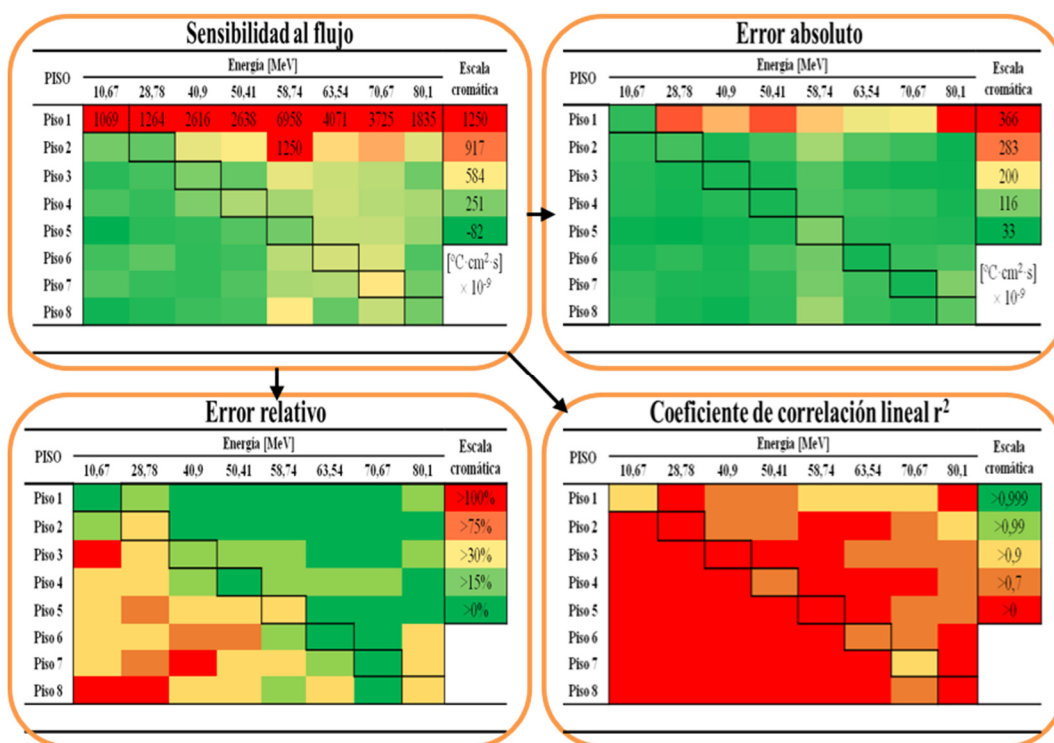 Sensibilidad al flujo
PISO Energía [MeV] Escala cromática
10,67 28,78 40,9 50,41 58,74 63,54 70,67 80,1
Piso 1 1069 1264 2616 2638 6958 4071 3725 1835 1250
Piso 2 1250 917
Piso 3 584
Piso 4 251
Piso 5 -82
Piso 6 [°C·cm²·s]
Piso 7 × 10⁻⁹
Piso 8
Error absoluto
PISO Energía [MeV] Escala cromática
10,67 28,78 40,9 50,41 58,74 63,54 70,67 80,1
Piso 1 366
Piso 2 283
Piso 3 200
Piso 4 116
Piso 5 33
Piso 6
Piso 7 [°C·cm²·s]
Piso 8 × 10⁻⁹
Error relativo
PISO Energía [MeV] Escala cromática
10,67 28,78 40,9 50,41 58,74 63,54 70,67 80,1
Piso 1 >100%
Piso 2 >75%
Piso 3 >30%
Piso 4 >15%
Piso 5 >0%
Piso 6
Piso 7
Piso 8
Coeficiente de correlación lineal r²
PISO Energía [MeV] Escala cromática
10,67 28,78 40,9 50,41 58,74 63,54 70,67 80,1
Piso 1 >0,999
Piso 2 >0,99
Piso 3 >0,9
Piso 4 >0,7
Piso 5 >0
Piso 6
Piso 7
Piso 8